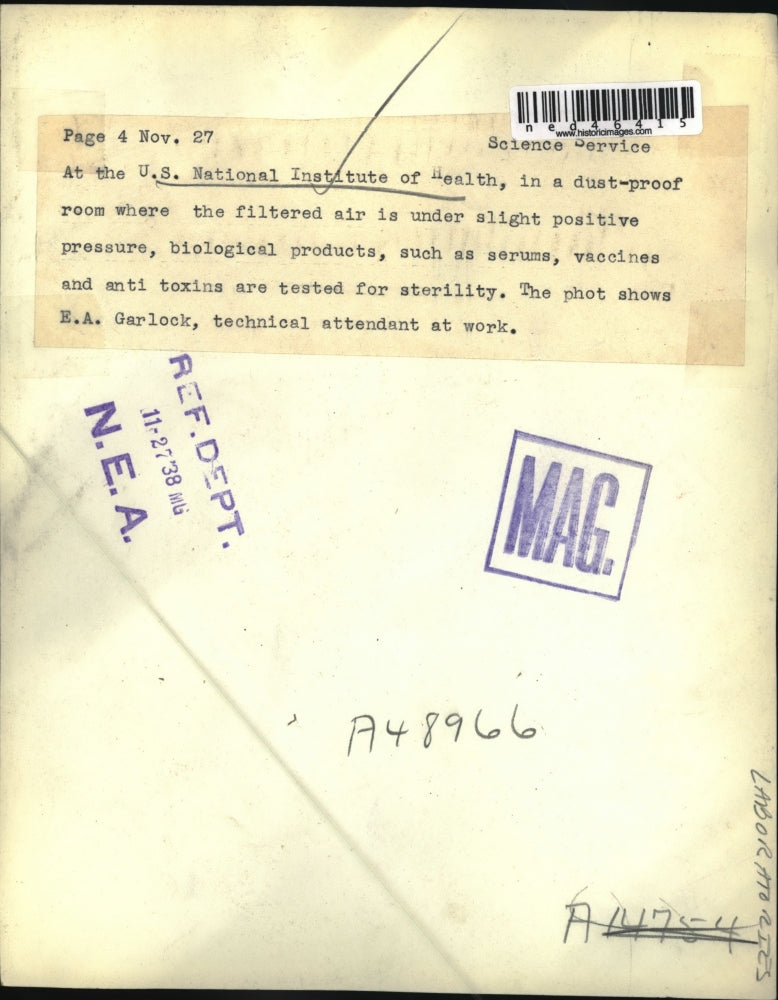 ned46415
www.historicimages.com
Page 4 Nov. 27 Science Service
At the U.S. National Institute of Health, in a dust-proof
room where the filtered air is under slight positive
pressure, biological products, such as serums, vaccines
and anti toxins are tested for sterility. The phot shows
E.A. Garlock, technical attendant at work.
REF. DEPT.
11-27 38 MG
N.E.A.
MAG.
A48966
LABORATORIES
A14754